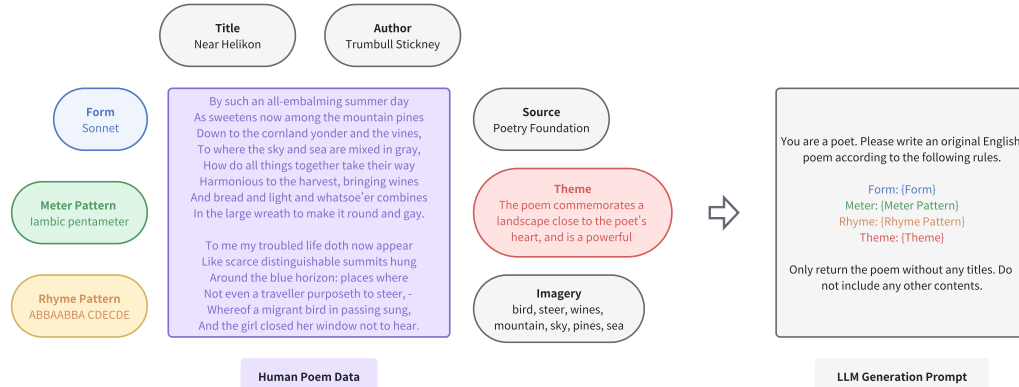 Title
Near Helikon
Author
Trumbull Stickney
Form
Sonnet
Meter Pattern
Iambic pentameter
Rhyme Pattern
ABBAABBA CDECDE
By such an all-embalming summer day
As sweetens now among the mountain pines
Down to the cornland yonder and the vines,
To where the sky and sea are mixed in gray,
How do all things together take their way
Harmonious to the harvest, bringing wines
And bread and light and whatsoe'er combines
In the large wreath to make it round and gay.
To me my troubled life doth now appear
Like scarce distinguishable summits hung
Around the blue horizon: places where
Not even a traveller purposeth to steer, -
Whereof a migrant bird in passing sung,
And the girl closed her window not to hear.
Human Poem Data
Source
Poetry Foundation
Theme
The poem commemorates a
landscape close to the poet's
heart, and is a powerful
Imagery
bird, steer, wines,
mountain, sky, pines, sea
You are a poet. Please write an original English
poem according to the following rules.
Form: {Form}
Meter: {Meter Pattern}
Rhyme: {Rhyme Pattern}
Theme: {Theme}
Only return the poem without any titles. Do
not include any other contents.
LLM Generation Prompt